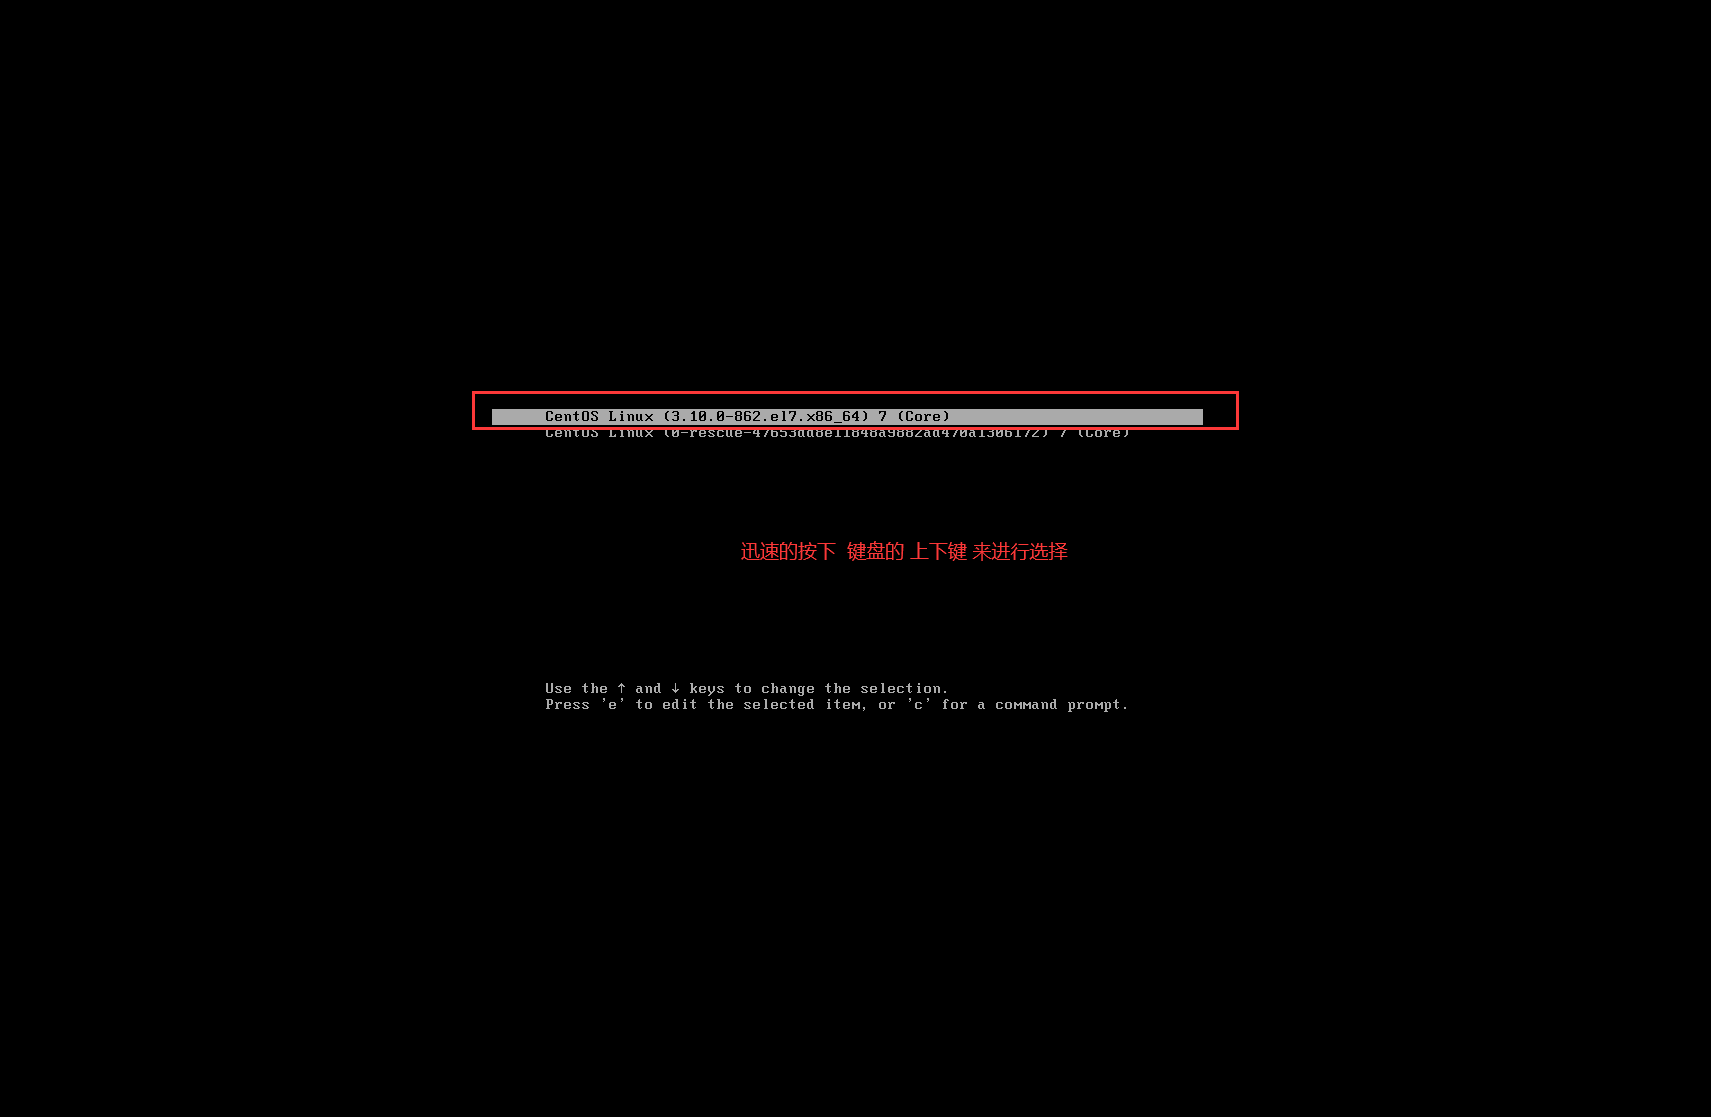 CentOS Linux (3.10.0-862.el7.x86_64) 7 (Core)
CentOS Linux (0-rescue-47653dd8e11848a9882ad470a1306172) 7 (Core)
迅速的按下 键盘的 上下键 来进行选择
Use the ↑ and ↓ keys to change the selection.
Press 'e' to edit the selected item, or 'c' for a command prompt.